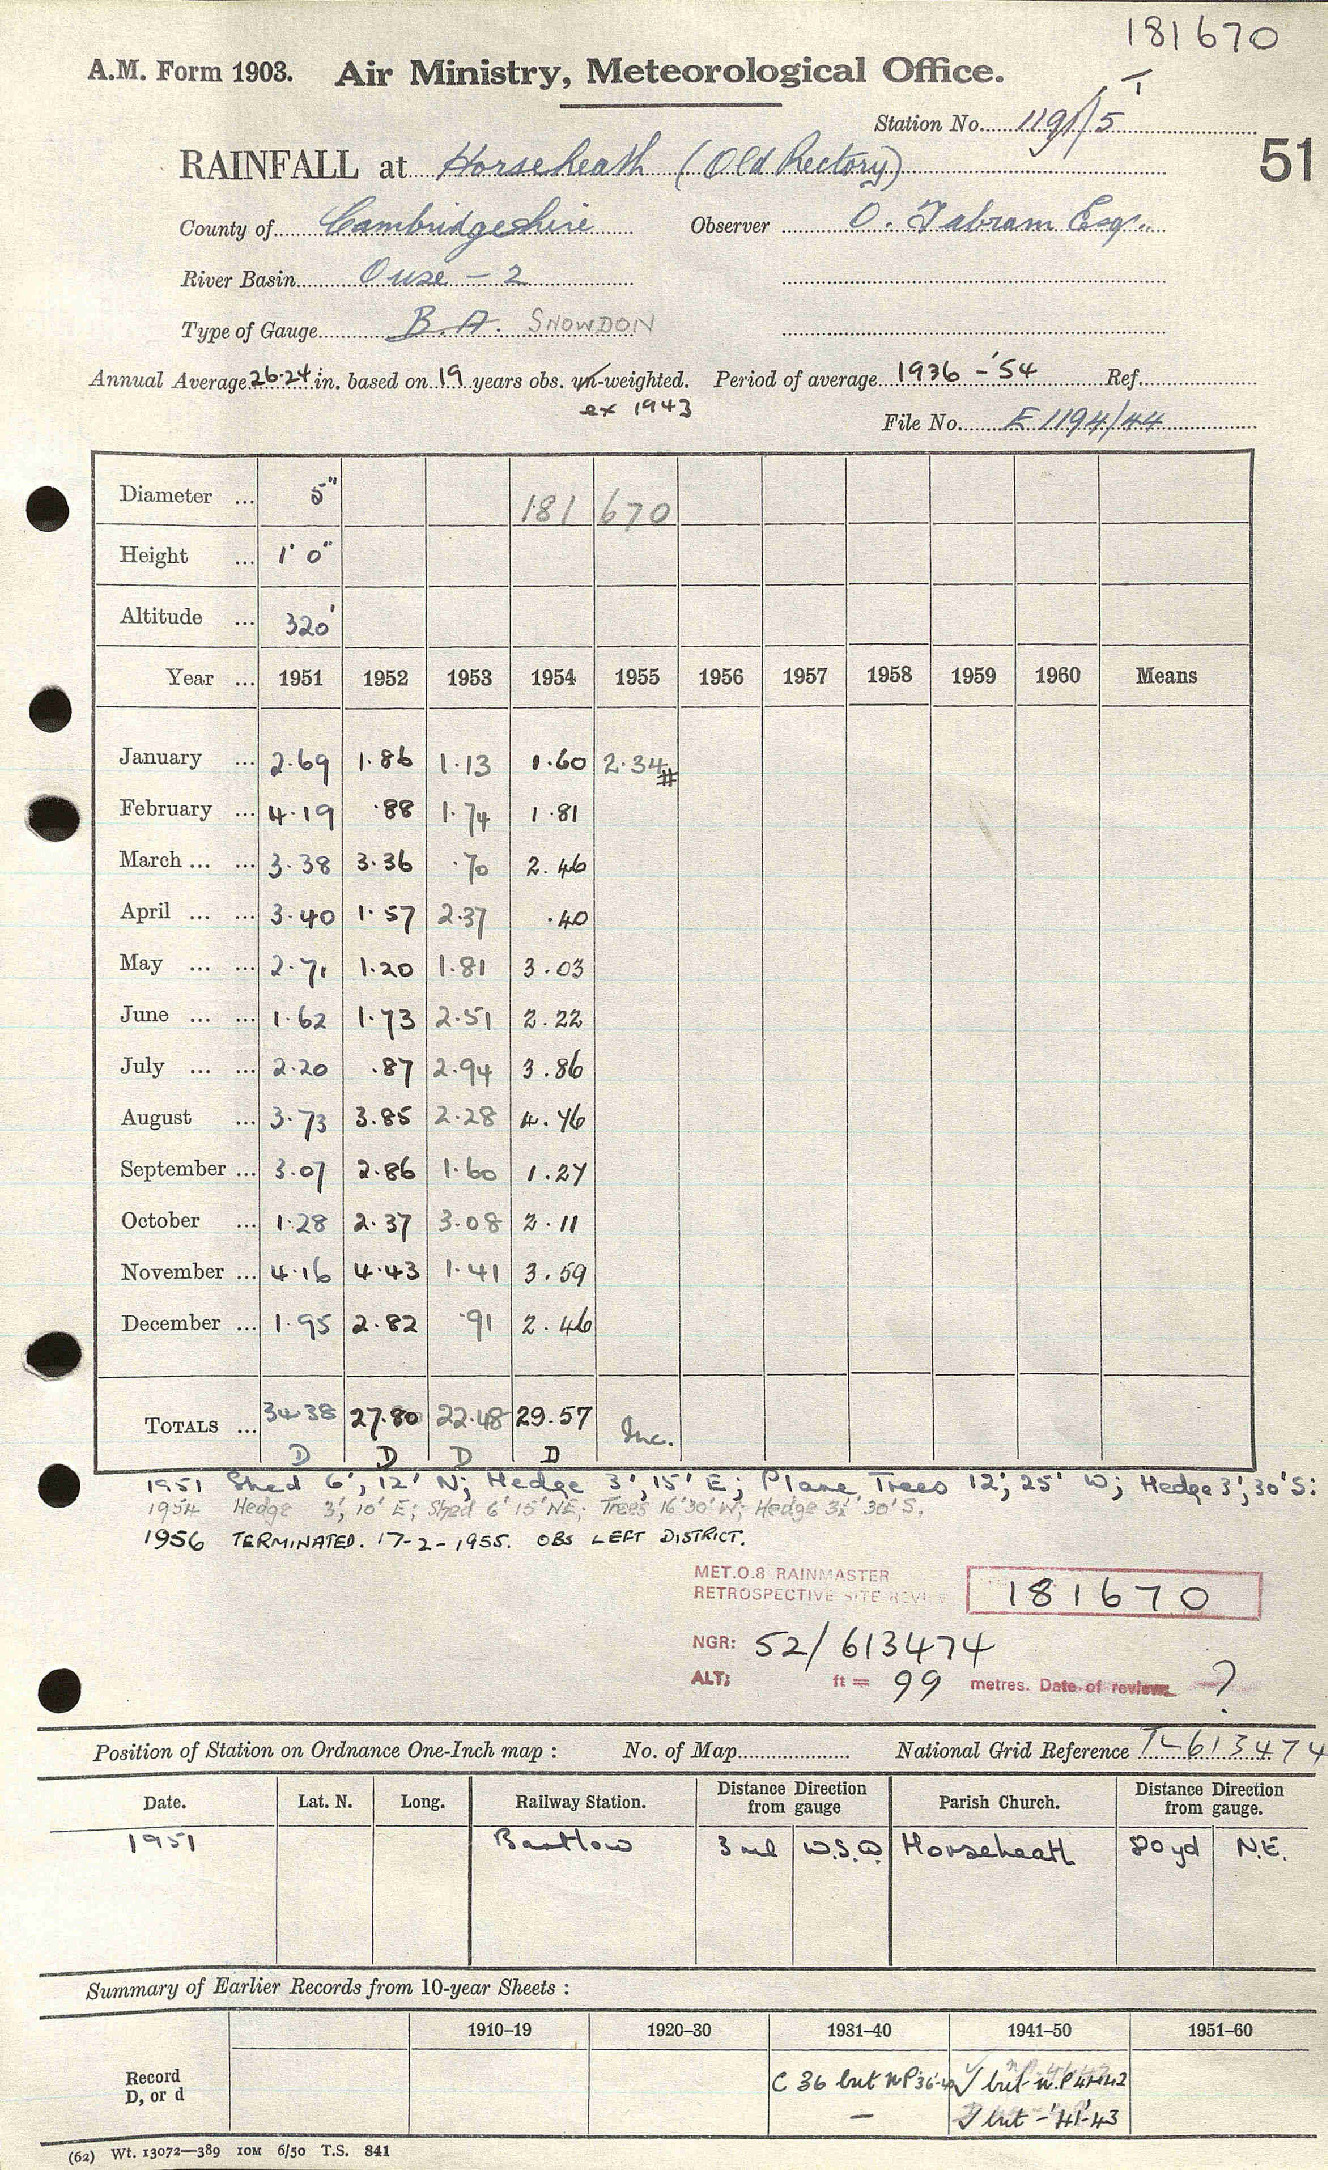 181670
A.M. Form 1903. Air Ministry, Meteorological Office.
Station No. 1191/5
51
RAINFALL at Horseheath (Old Rectory)
County of Cambridgeshire Observer O. Tabram Esq.
River Basin Ouse - 2
Type of Gauge B.A. SNOWDON
Annual Average 26.24 in. based on 19 years obs. un-weighted. Period of average 1936 - '54 Ref.
ex 1943
File No. E 1194/44
Diameter ... 5" 181 670
Height ... 1' 0"
Altitude ... 320'
Year ... 1951 1952 1953 1954 1955 1956 1957 1958 1959 1960 Means
January ... 2.69 1.86 1.13 1.60 2.34 #
February ... 4.19 .88 1.74 1.81
March ... ... 3.38 3.36 .70 2.46
April ... ... 3.40 1.57 2.37 .40
May ... ... 2.71 1.20 1.81 3.03
June ... ... 1.62 1.73 2.51 2.22
July ... ... 2.20 .87 2.94 3.86
August ... 3.73 3.85 2.28 4.76
September ... 3.07 2.86 1.60 1.27
October ... 1.28 2.37 3.08 2.11
November ... 4.16 4.43 1.41 3.59
December ... 1.95 2.82 .91 2.46
TOTALS ... 34.38 27.80 22.48 29.57 Inc.
D D D D
1951 Shed 6', 12' N; Hedge 3', 15' E; Plane Trees 12', 25' W; Hedge 3', 30' S:
1954 Hedge 3', 10' E; Shed 6' 15' NE; Trees 16' 30' W; Hedge 3½' 30' S.
1956 TERMINATED. 17-2-1955. OBS LEFT DISTRICT.
MET.O.8 RAINMASTER
RETROSPECTIVE SITE REVIEW
181670
NGR: 52/613474
ALT: ft = 99 metres. Date of review ?
Position of Station on Ordnance One-Inch map : No. of Map National Grid Reference TL 613474
Date. Lat. N. Long. Railway Station. Distance Direction from gauge Parish Church. Distance Direction from gauge.
1951 Bartlow 3 ml W.S.W. Horseheath 80 yd N.E.
Summary of Earlier Records from 10-year Sheets :
1910–19 1920–30 1931–40 1941–50 1951–60
Record
D, or d
C 36 but nP 36-40 but n.P 41+42
— but - '41-43
(62) Wt. 13072—389 10M 6/50 T.S. 841